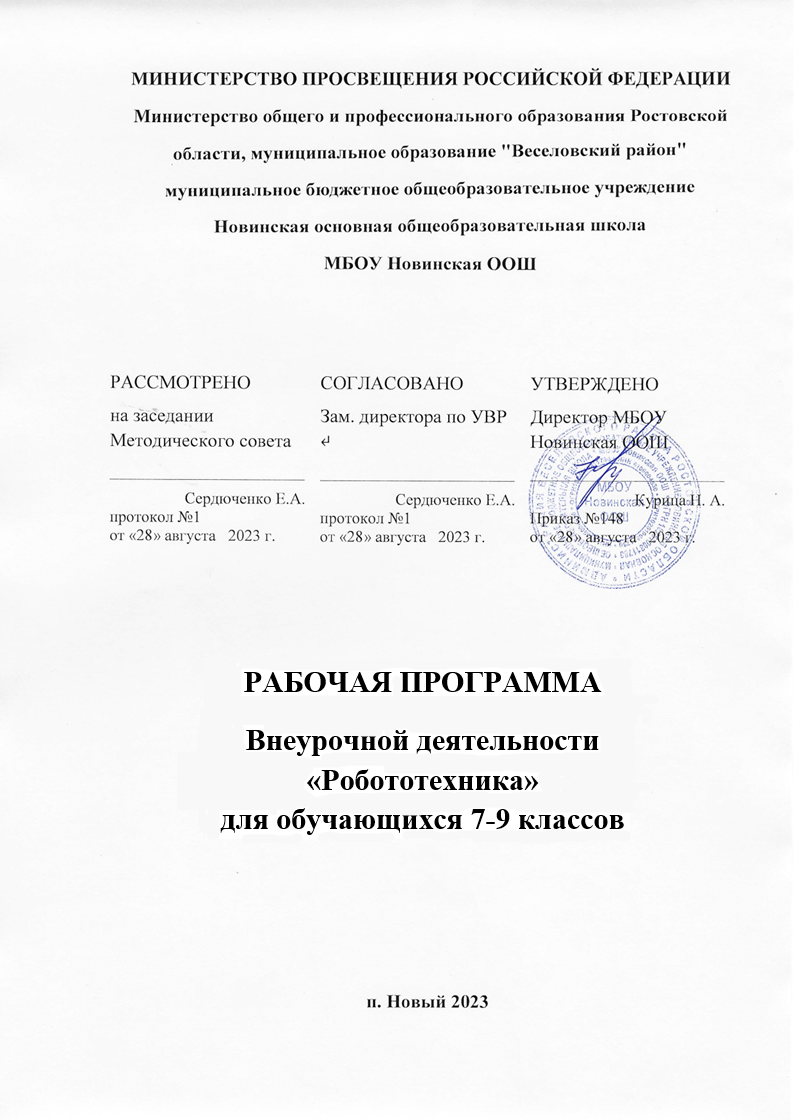 МИНИСТЕРСТВО ПРОСВЕЩЕНИЯ РОССИЙСКОЙ ФЕДЕРАЦИИ
Министерство общего и профессионального образования Ростовской
области, муниципальное образование "Веселовский район"
муниципальное бюджетное общеобразовательное учреждение
Новинская основная общеобразовательная школа
МБОУ Новинская ООШ
РАССМОТРЕНО
на заседании
Методического совета
Сердюченко Е.А.
протокол №1
от «28» августа 2023 г.
СОГЛАСОВАНО
Зам. директора по УВР
↵
Сердюченко Е.А.
протокол №1
от «28» августа 2023 г.
УТВЕРЖДЕНО
Директор МБОУ
Новинская ООШ
Курица Н. А.
Приказ №148
от «28» августа 2023 г.
МБОУ
Новинская
ООШ
РАБОЧАЯ ПРОГРАММА
Внеурочной деятельности
«Робототехника»
для обучающихся 7-9 классов
п. Новый 2023